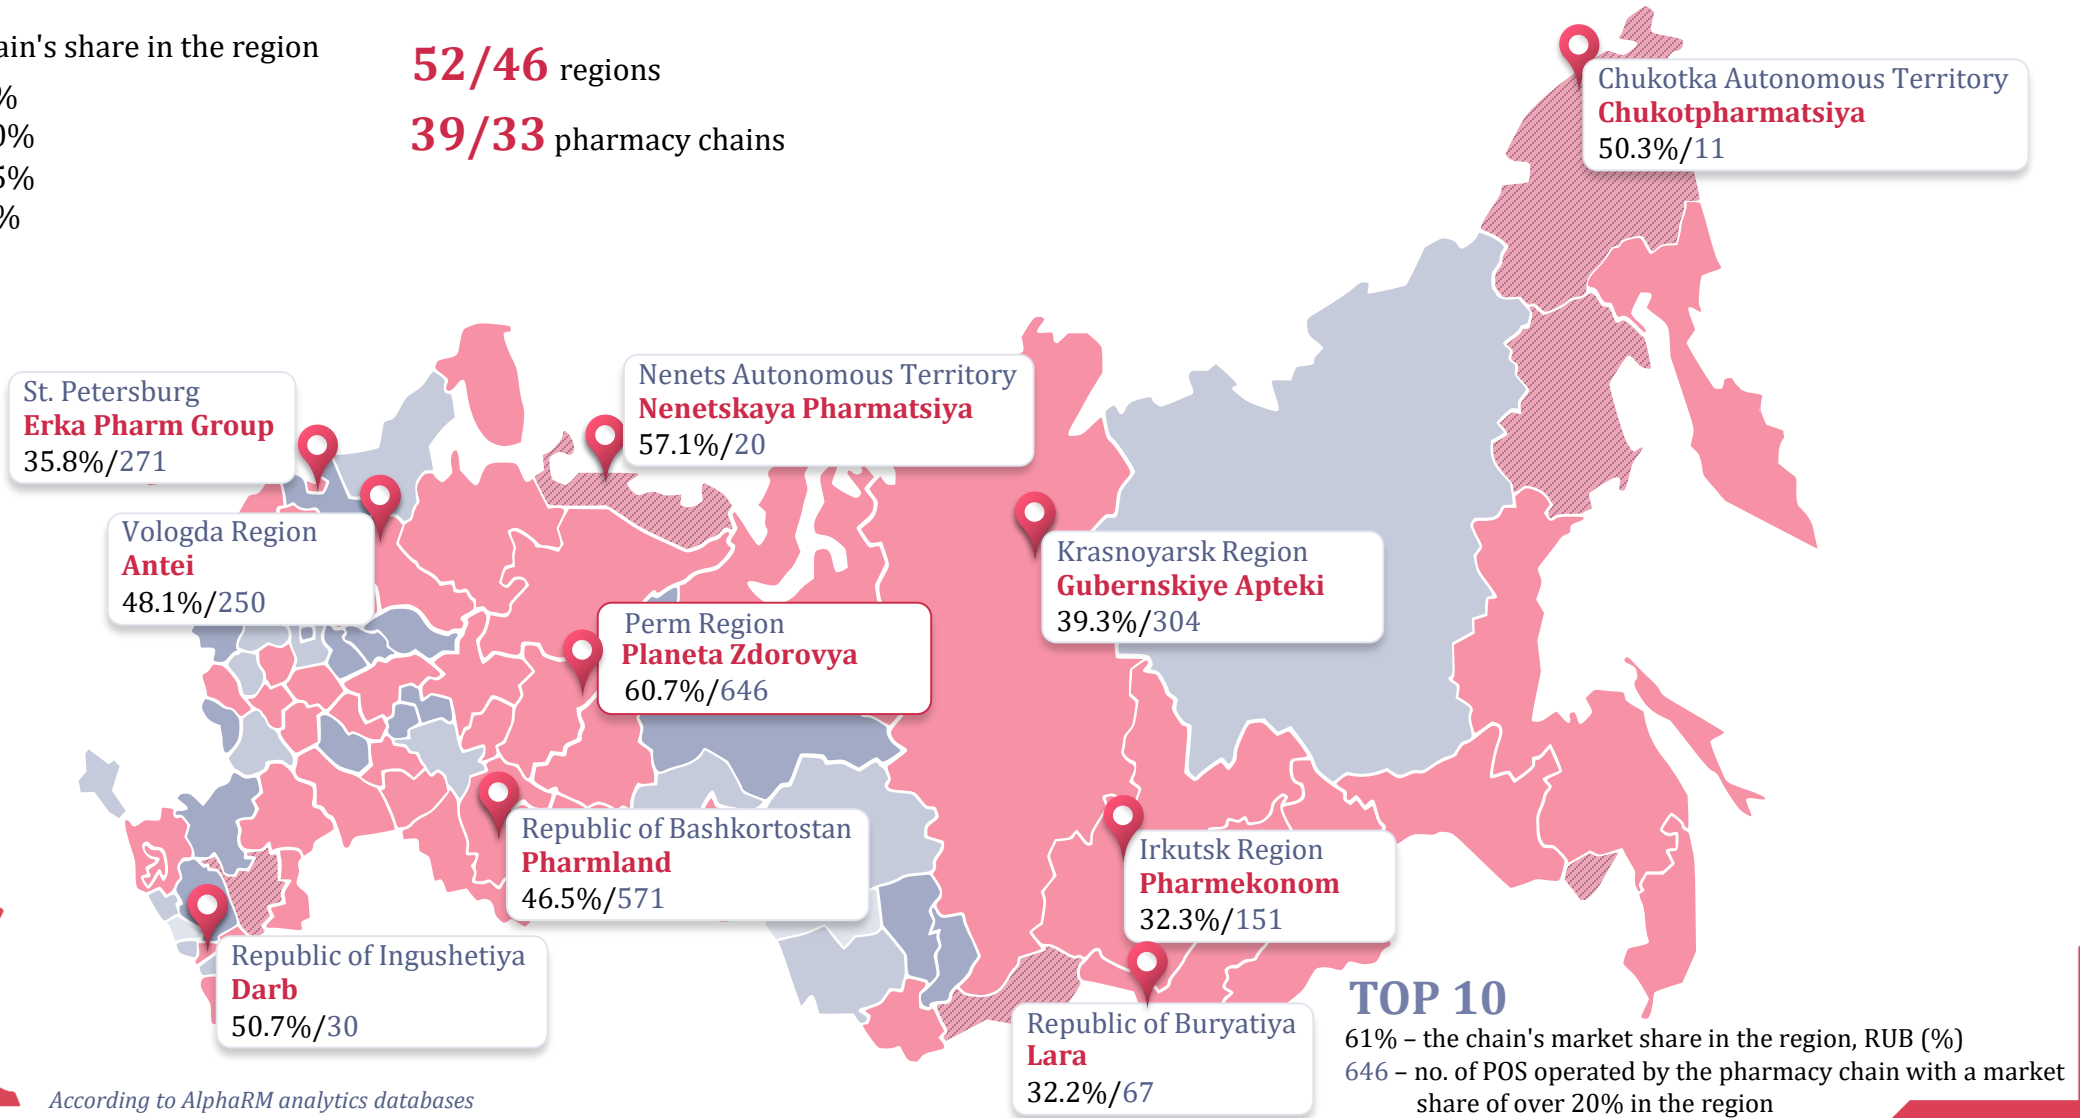 share in the region
52/46 regions
39/33 pharmacy chains
Chukotka Autonomous Territory
Chukotpharmatsiya
50.3%/11
St. Petersburg
Erka Pharm Group
35.8%/271
Nenets Autonomous Territory
Nenetskaya Pharmatsiya
57.1%/20
Vologda Region
Antei
48.1%/250
Krasnoyarsk Region
Gubernskiye Apteki
39.3%/304
Perm Region
Planeta Zdorovya
60.7%/646
Republic of Bashkortostan
Pharmland
46.5%/571
Irkutsk Region
Pharmekonom
32.3%/151
Republic of Ingushetiya
Darb
50.7%/30
Republic of Buryatiya
Lara
32.2%/67
TOP 10
61% – the chain's market share in the region, RUB (%)
646 – no. of POS operated by the pharmacy chain with a market
share of over 20% in the region
According to AlphaRM analytics databases